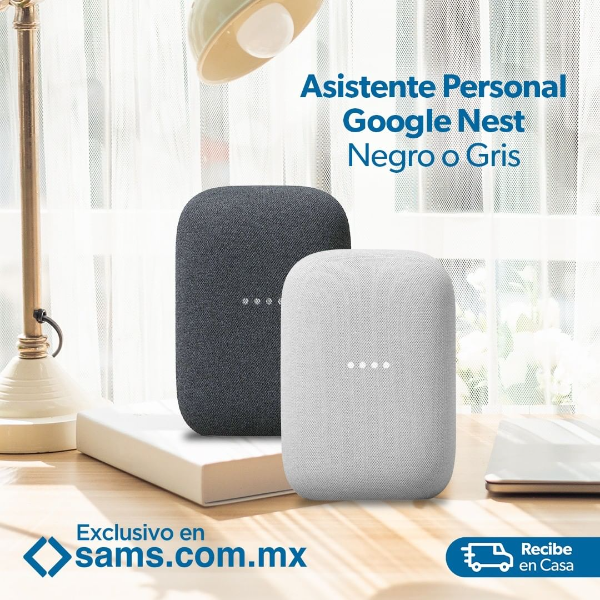 Asistente Personal
Google Nest
Negro o Gris
Exclusivo en
sams.com.mx
Recibe
en Casa